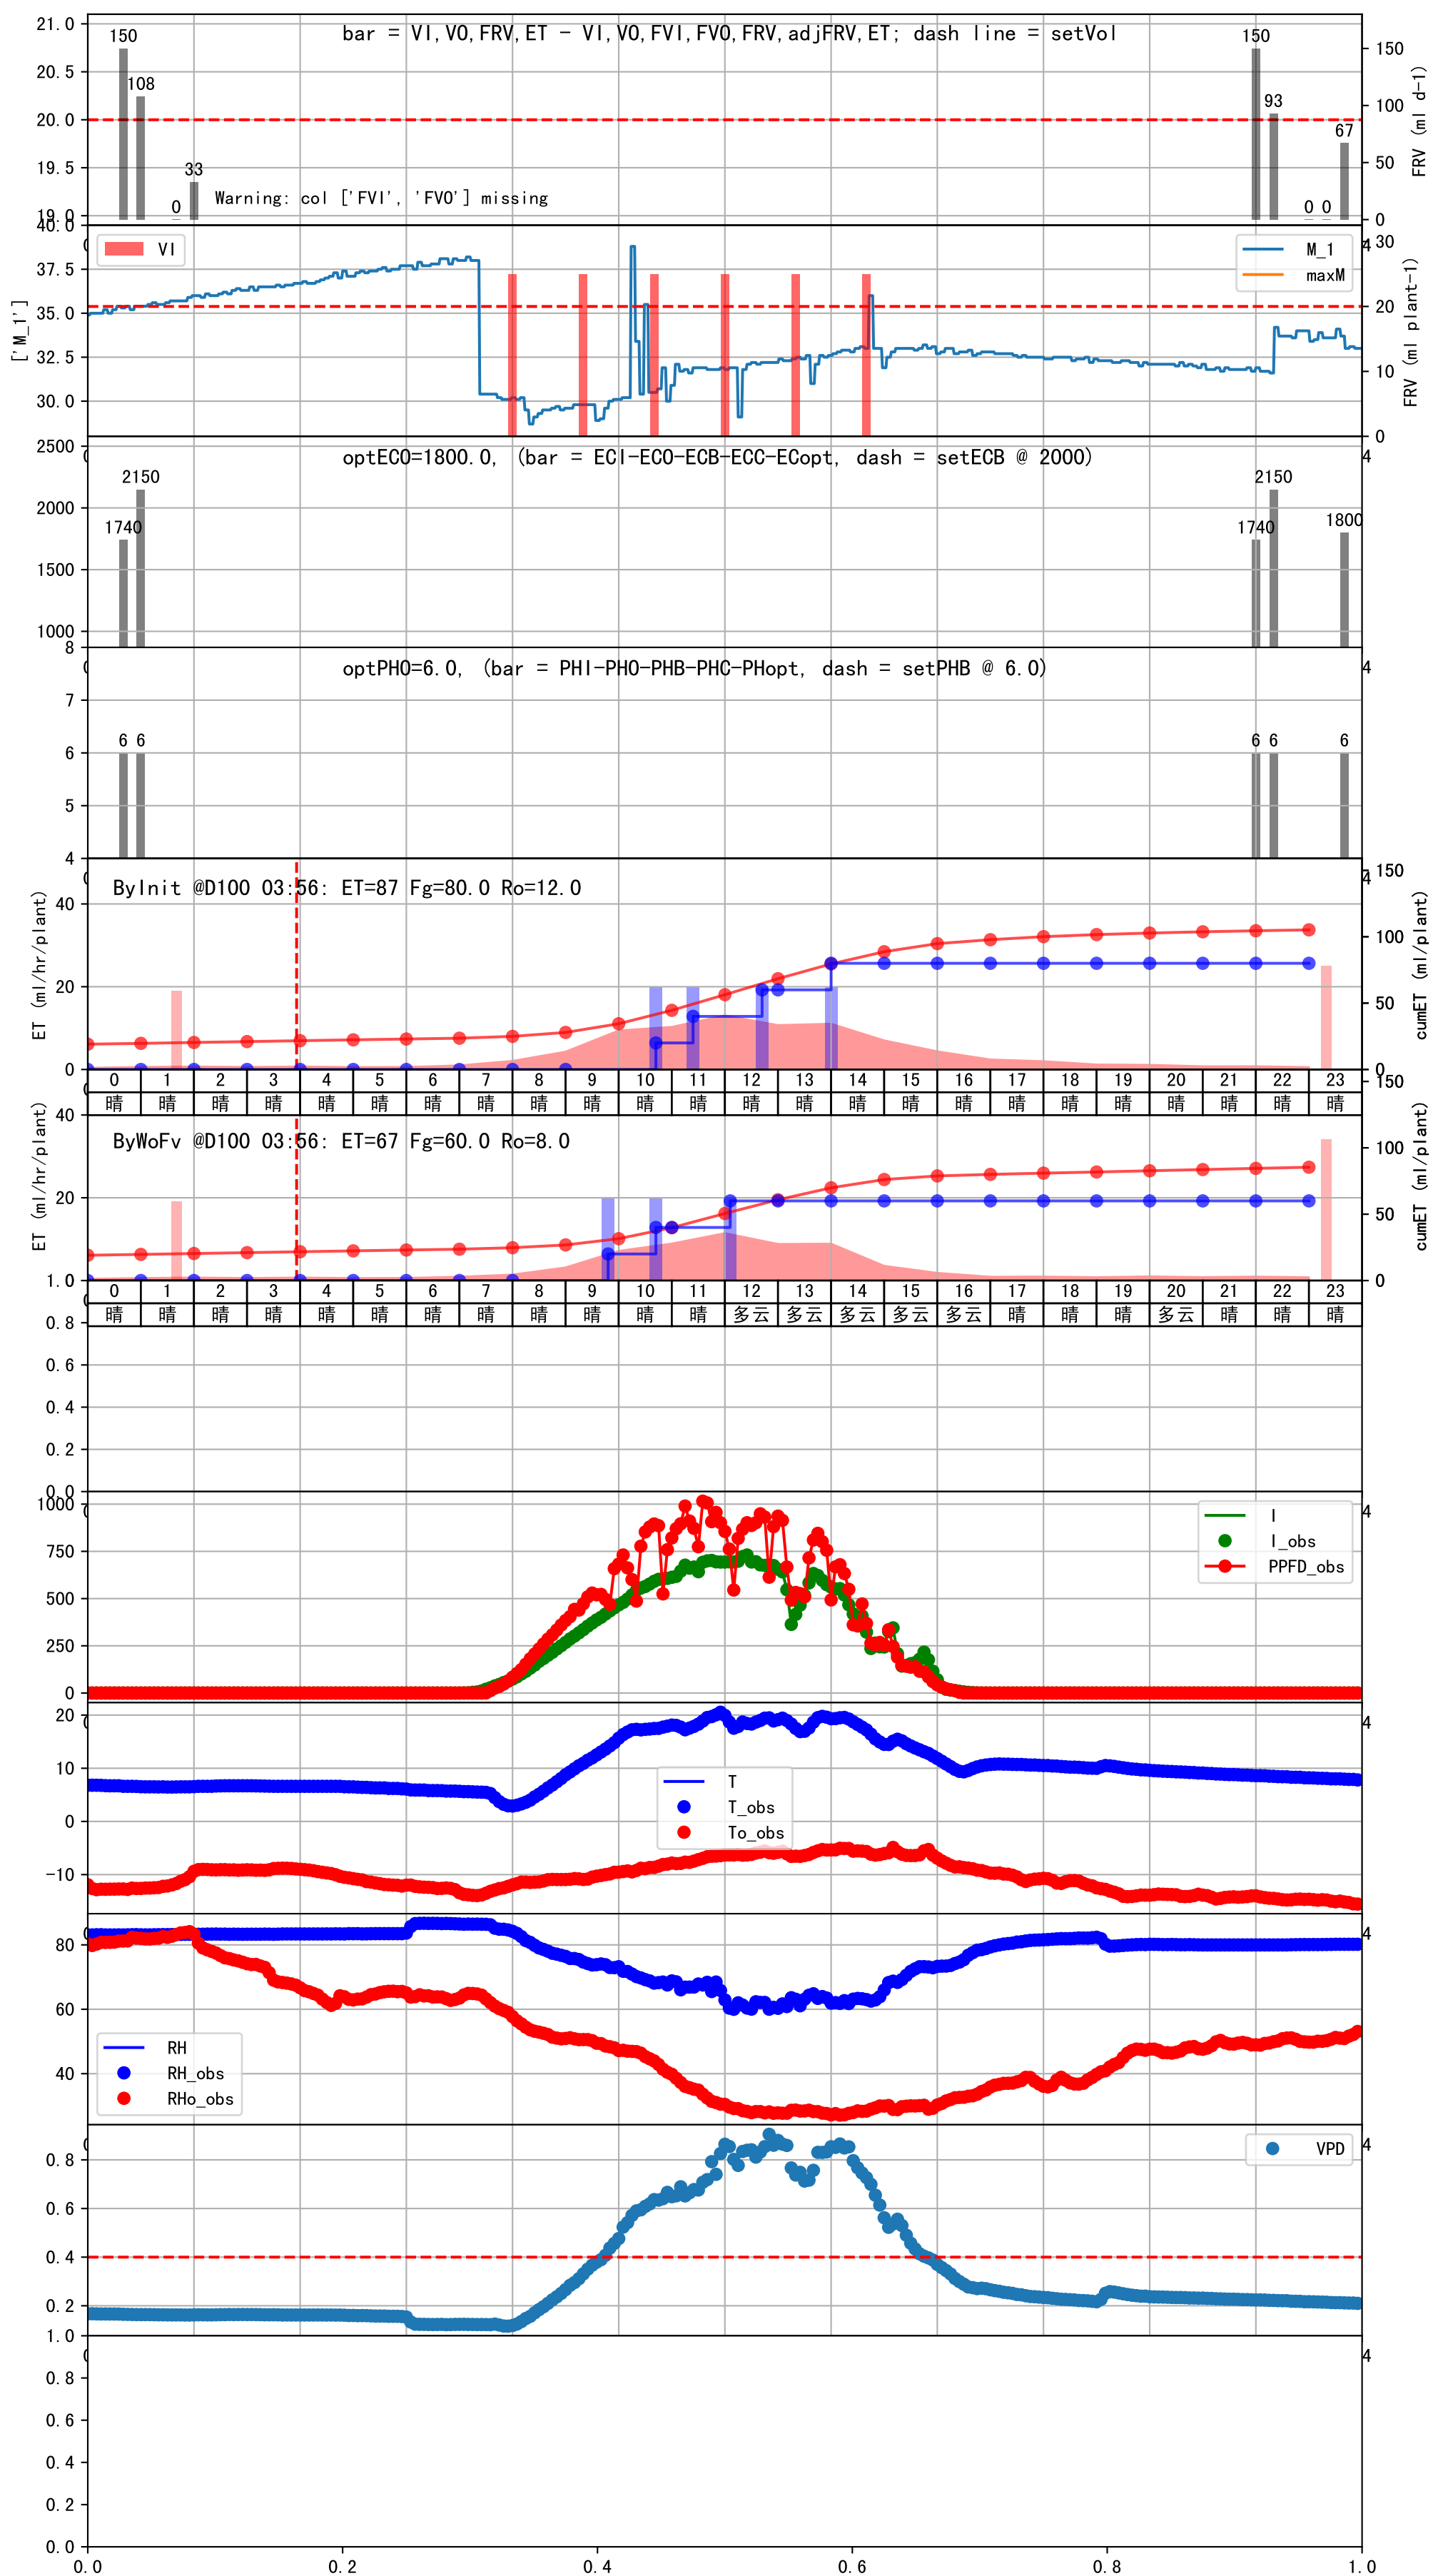 bar = VI,VO,FRV,ET - VI,VO,FVI,FVO,FRV,adjFRV,ET; dash line = setVol
21.0
20.5
20.0
19.5
19.0
150
108
0
33
Warning: col ['FVI', 'FVO'] missing
150
93
0 0
67
150
100
50
0
FRV (ml d-1)
40.0
37.5
35.0
32.5
30.0
['M_1']
VI
M_1
maxM
30
20
10
0
FRV (ml plant-1)
optECO=1800.0, (bar = ECI-ECO-ECB-ECC-ECopt, dash = setECB @ 2000)
2500
2000
1500
1000
1740
2150
1740
2150
1800
4
optPHO=6.0, (bar = PHI-PHO-PHB-PHC-PHopt, dash = setPHB @ 6.0)
8
7
6
5
4
6 6
6 6
6
4
ByInit @D100 03:56: ET=87 Fg=80.0 Ro=12.0
40
20
0
ET (ml/hr/plant)
150
100
50
0
cumET (ml/plant)
0 1 2 3 4 5 6 7 8 9 10 11 12 13 14 15 16 17 18 19 20 21 22 23
晴 晴 晴 晴 晴 晴 晴 晴 晴 晴 晴 晴 晴 晴 晴 晴 晴 晴 晴 晴 晴 晴 晴 晴
ByWoFv @D100 03:56: ET=67 Fg=60.0 Ro=8.0
40
20
ET (ml/hr/plant)
150
100
50
0
cumET (ml/plant)
0 1 2 3 4 5 6 7 8 9 10 11 12 13 14 15 16 17 18 19 20 21 22 23
晴 晴 晴 晴 晴 晴 晴 晴 晴 晴 晴 晴 多云 多云 多云 多云 多云 晴 晴 晴 多云 晴 晴 晴
1.0
0.8
0.6
0.4
0.2
0.0
1000
750
500
250
0
I
I_obs
PPFD_obs
4
20
10
0
-10
T
T_obs
To_obs
4
80
60
40
RH
RH_obs
RHo_obs
4
0.8
0.6
0.4
0.2
VPD
4
1.0
0.8
0.6
0.4
0.2
0.0
4
0.0 0.2 0.4 0.6 0.8 1.0